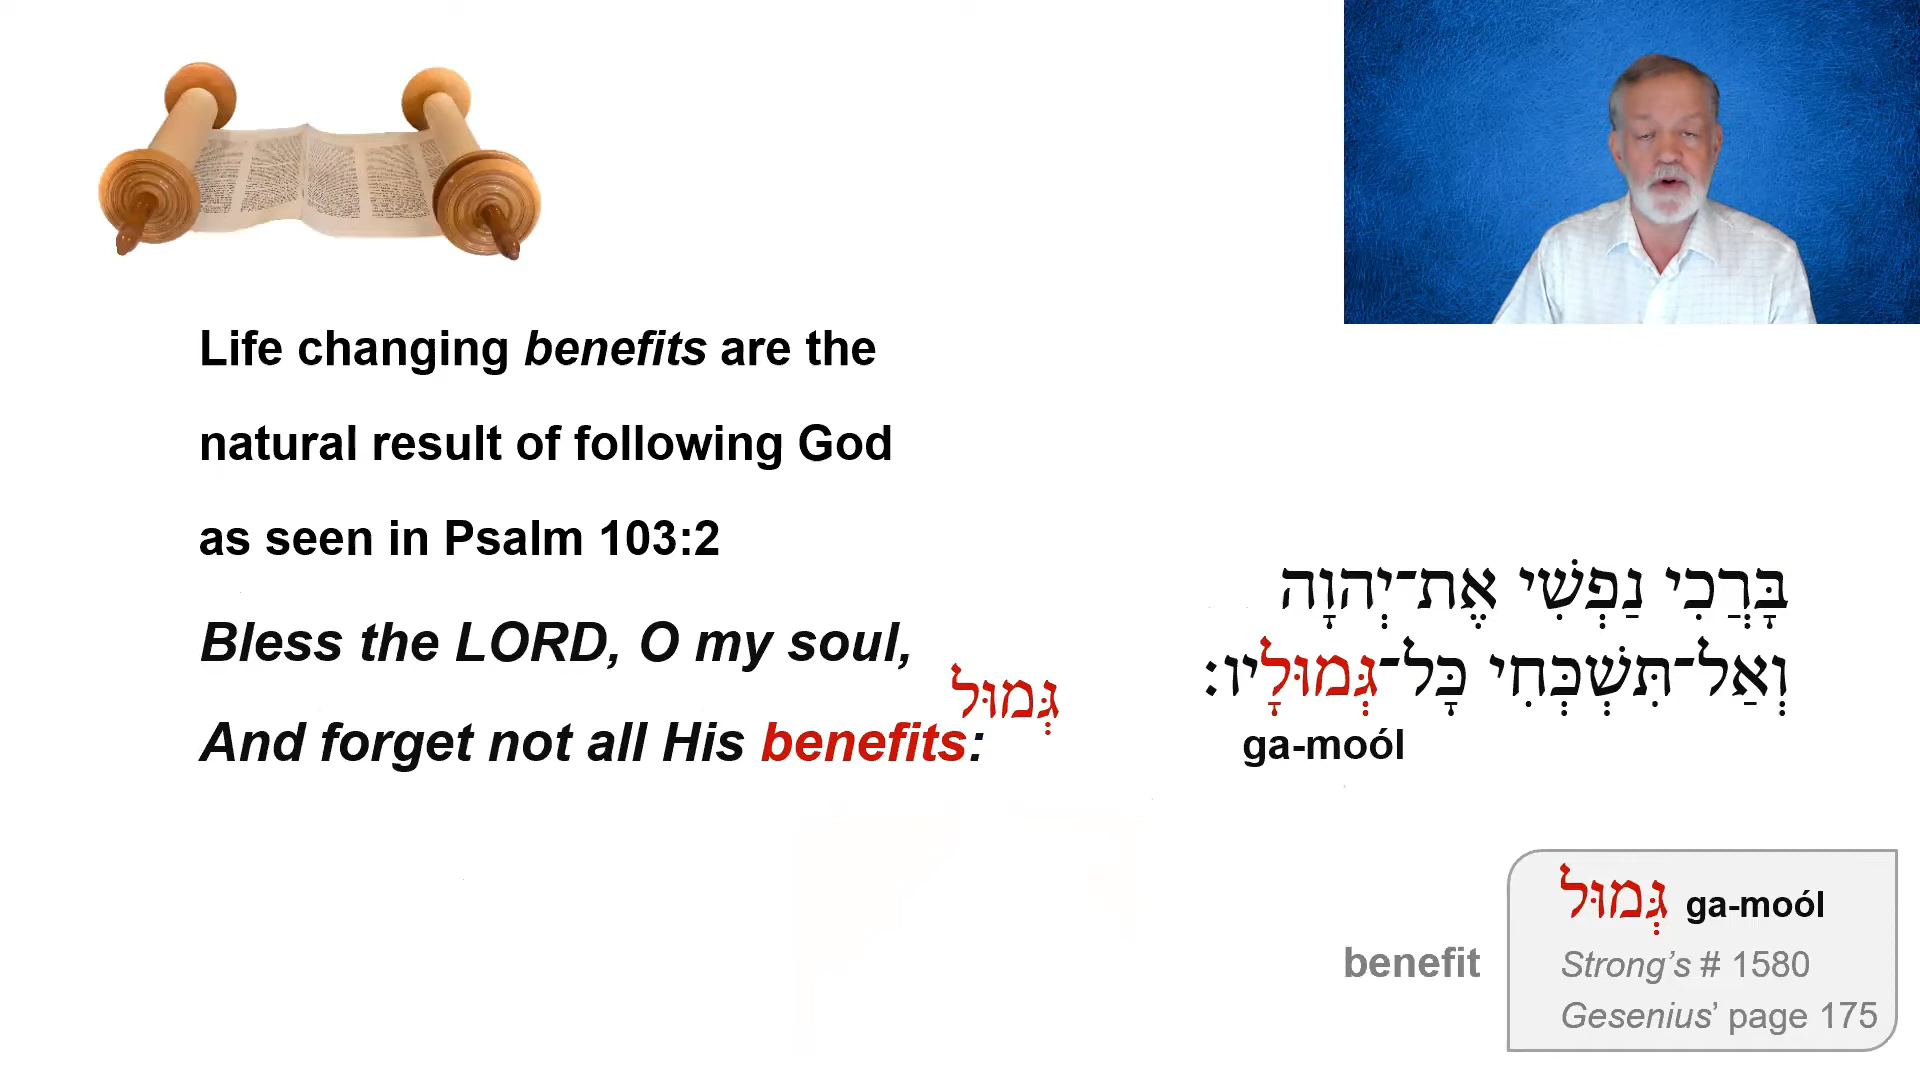 Life changing benefits are the
natural result of following God
as seen in Psalm 103:2
Bless the LORD, O my soul,
גְּמוּל
And forget not all His benefits:
בָּרֲכִי נַפְשִׁי אֶת־יְהוָה
וְאַל־תִּשְׁכְּחִי כָּל־גְּמוּלָיו׃
ga-moól
גְּמוּל ga-moól
benefit
Strong’s # 1580
Gesenius’ page 175